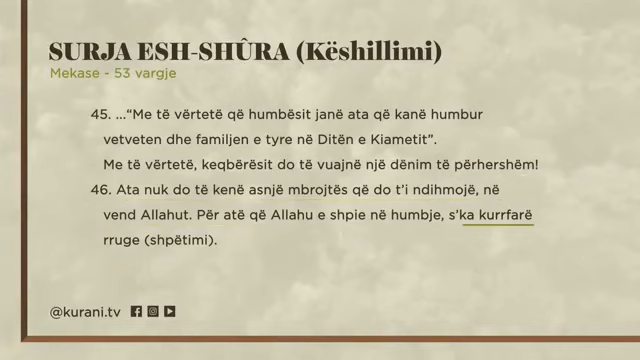 SURJA ESH-SHÛRA (Këshillimi)
Mekase - 53 vargje
45. ...“Me të vërtetë që humbësit janë ata që kanë humbur
vetveten dhe familjen e tyre në Ditën e Kiametit”.
Me të vërtetë, keqbërësit do të vuajnë një dënim të përhershëm!
46. Ata nuk do të kenë asnjë mbrojtës që do t’i ndihmojë, në
vend Allahut. Për atë që Allahu e shpie në humbje, s’ka kurrfarë
rruge (shpëtimi).
@kurani.tv